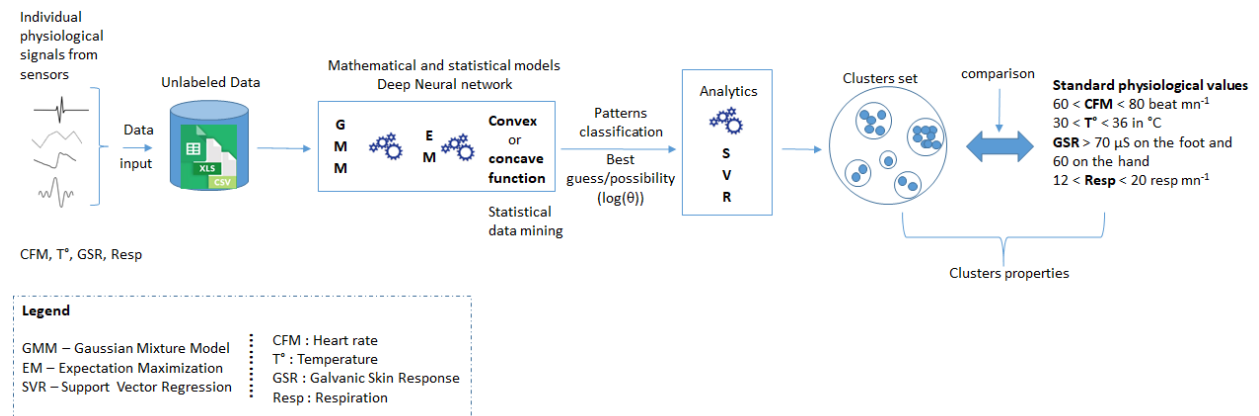 Individual
physiological
signals from
sensors
Data
input
CFM, T°, GSR, Resp
Unlabeled Data
XLS
CSV
Mathematical and statistical models
Deep Neural network
G
M
M
E
M
Convex
or
concave
function
Statistical
data mining
Patterns
classification
Best
guess/possibility
(log(θ))
Analytics
S
V
R
Clusters set
comparison
Standard physiological values
60 < CFM < 80 beat mn⁻¹
30 < T° < 36 in °C
GSR > 70 µS on the foot and
60 on the hand
12 < Resp < 20 resp mn⁻¹
Clusters properties
Legend
GMM – Gaussian Mixture Model
EM – Expectation Maximization
SVR – Support Vector Regression
CFM : Heart rate
T° : Temperature
GSR : Galvanic Skin Response
Resp : Respiration